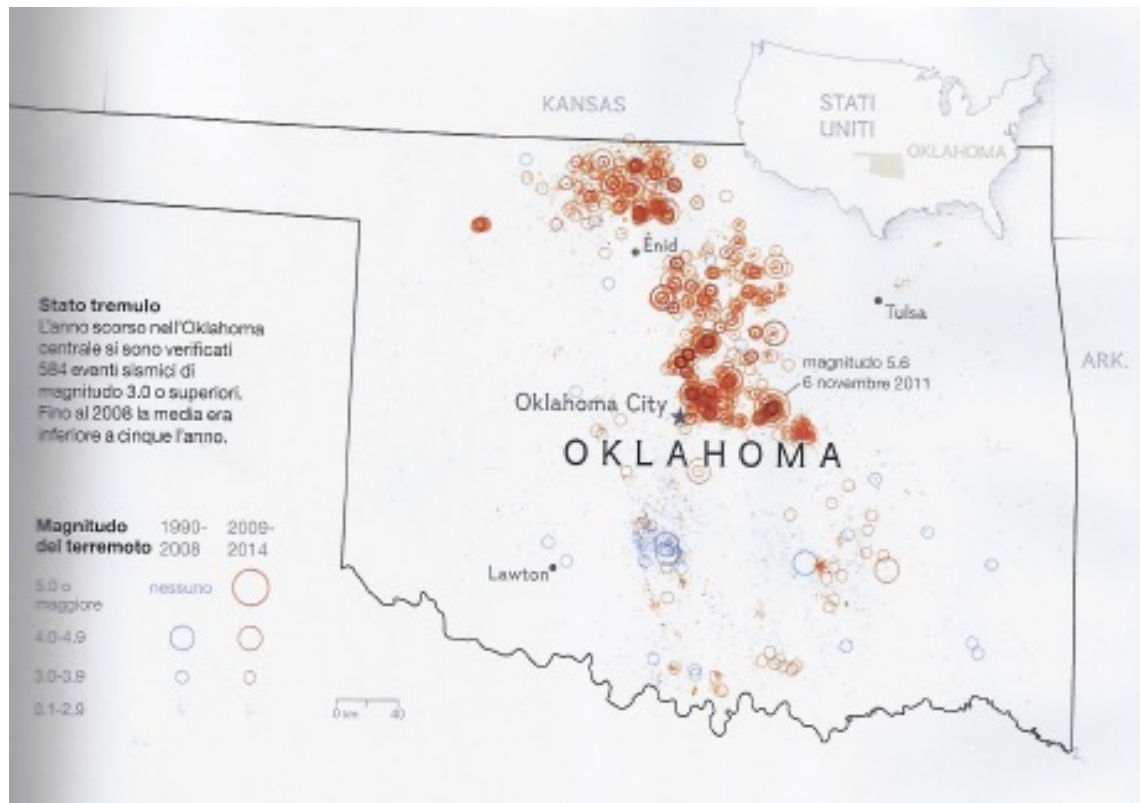 KANSAS
STATI
UNITI
OKLAHOMA
Enid
Tulsa
Stato tremulo
L'anno scorso nell'Oklahoma
centrale si sono verificati
584 eventi sismici di
magnitudo 3.0 o superiori.
Fino al 2008 la media era
inferiore a cinque l'anno.
magnitudo 5.6
6 novembre 2011
ARK.
Oklahoma City
OKLAHOMA
Magnitudo
del terremoto
1990-
2008
2009-
2014
Lawton
5.0 o
maggiore
nessuno
4.0-4.9
3.0-3.9
0.1-2.9
0 km
40